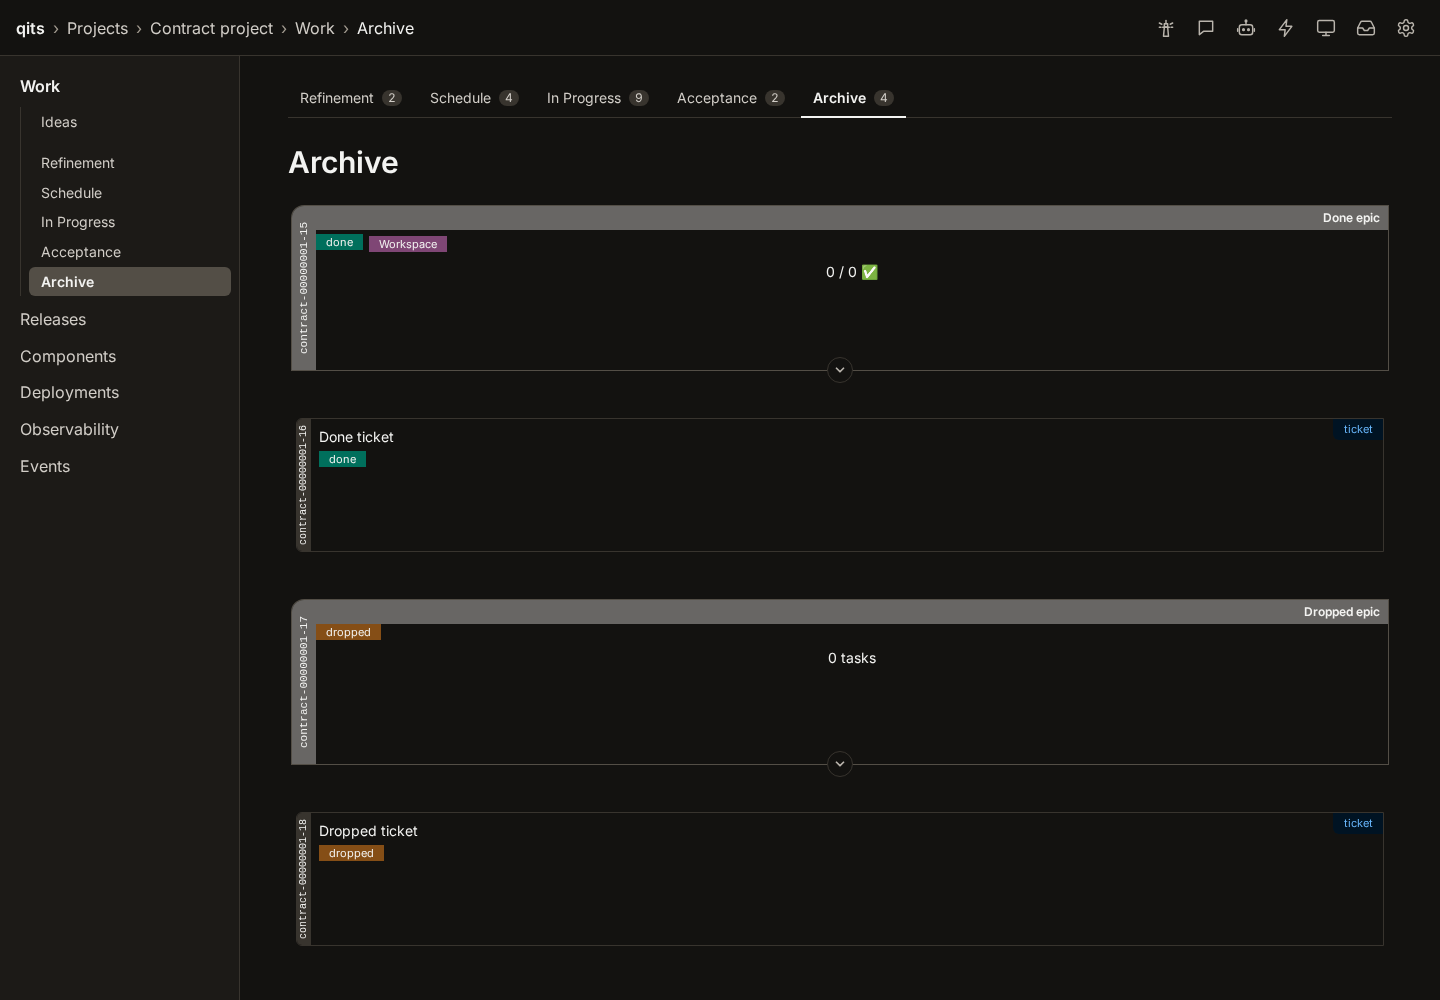 qits › Projects › Contract project › Work › Archive
Work
Ideas
Refinement
Schedule
In Progress
Acceptance
Archive
Releases
Components
Deployments
Observability
Events
Refinement 2 Schedule 4 In Progress 9 Acceptance 2 Archive 4
Archive
Done epic
contract-00000001-15
done Workspace
0 / 0 ✅
contract-00000001-16
Done ticket
ticket
done
Dropped epic
contract-00000001-17
dropped
0 tasks
contract-00000001-18
Dropped ticket
ticket
dropped